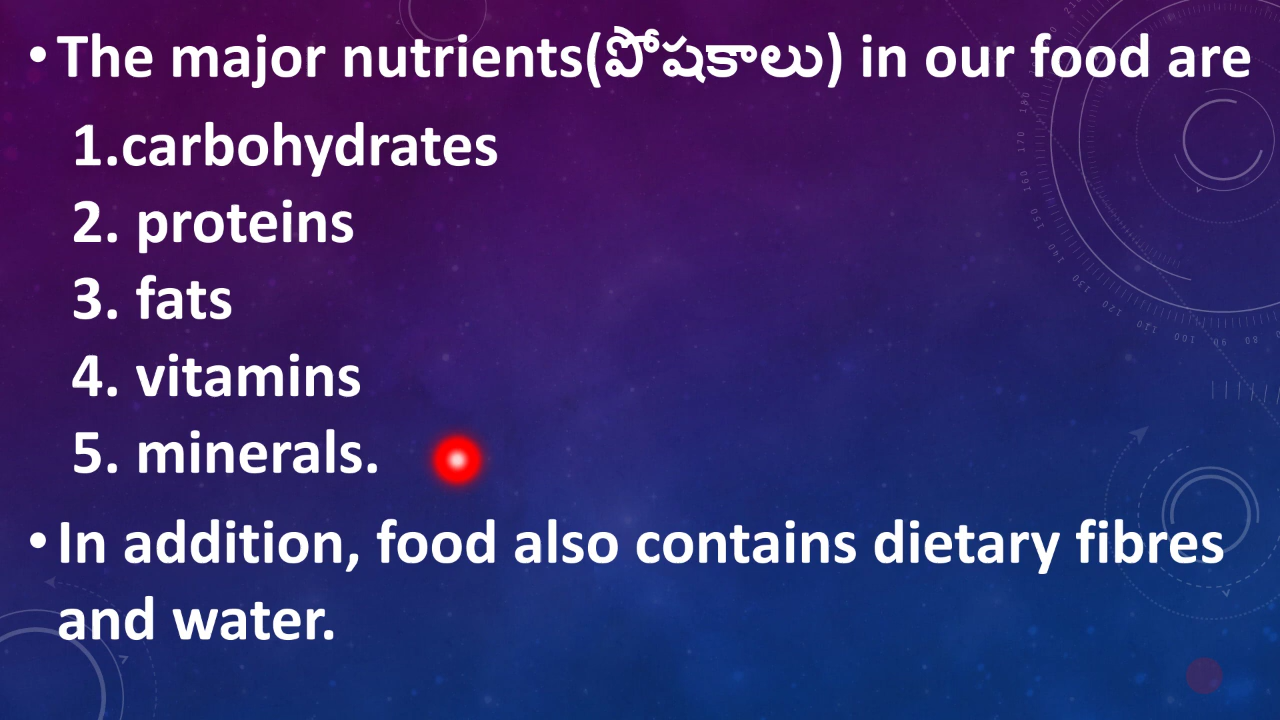 • The major nutrients(పోషకాలు) in our food are
1.carbohydrates
2. proteins
3. fats
4. vitamins
5. minerals.
• In addition, food also contains dietary fibres
and water.